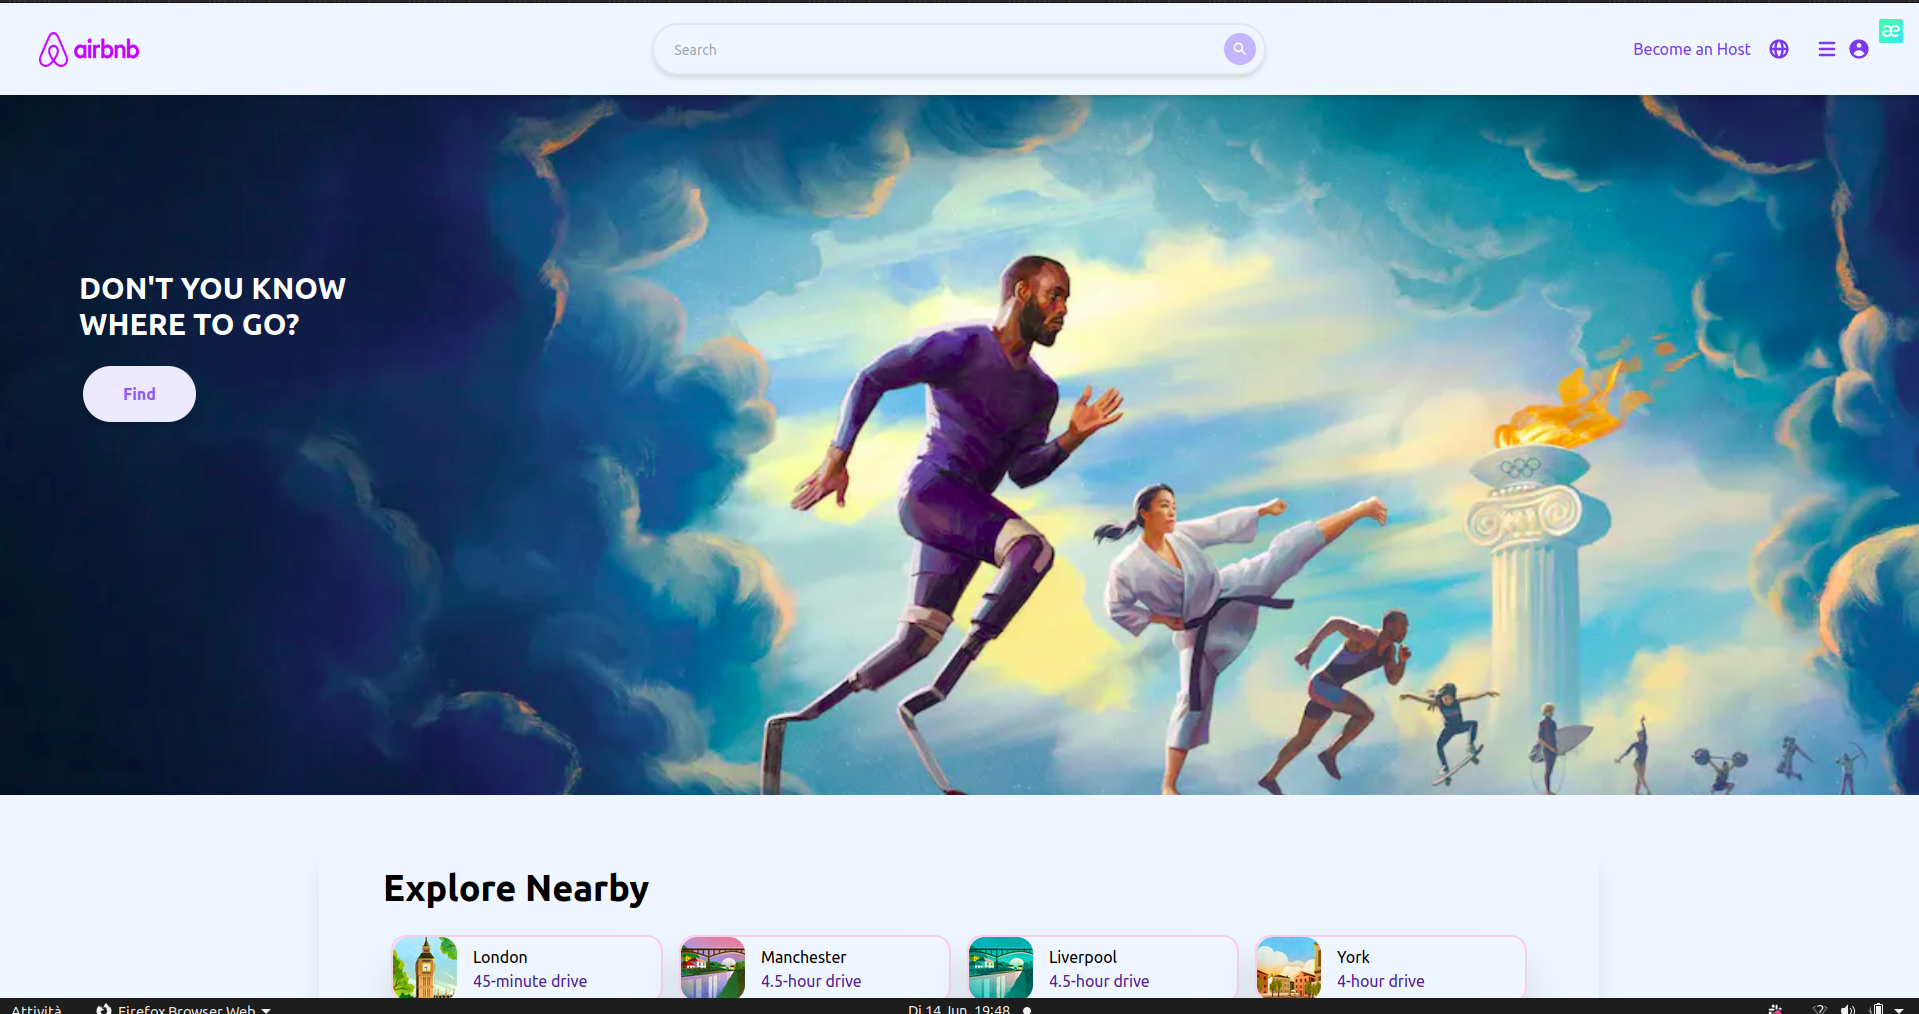 airbnb
Search
Become an Host
æ
DON'T YOU KNOW
WHERE TO GO?
Find
Explore Nearby
London
45-minute drive
Manchester
4.5-hour drive
Liverpool
4.5-hour drive
York
4-hour drive
Attività
Firefox Browser Web
Di 14 Jun 19:48